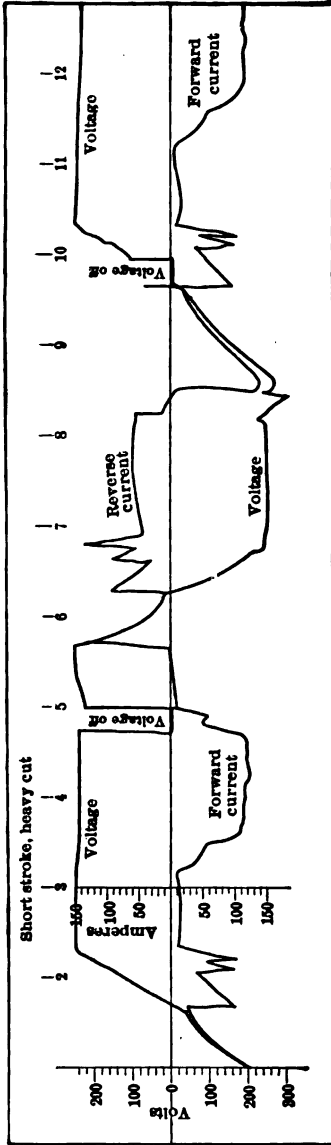 Short stroke, heavy cut
2
3
4
5
6
7
8
9
10
11
12
Voltage
Voltage off
Reverse
current
Voltage off
Voltage
Forward
current
Voltage
Forward
current
Amperes
150
100
50
0
50
100
150
Volts
200
100
0
100
200
300